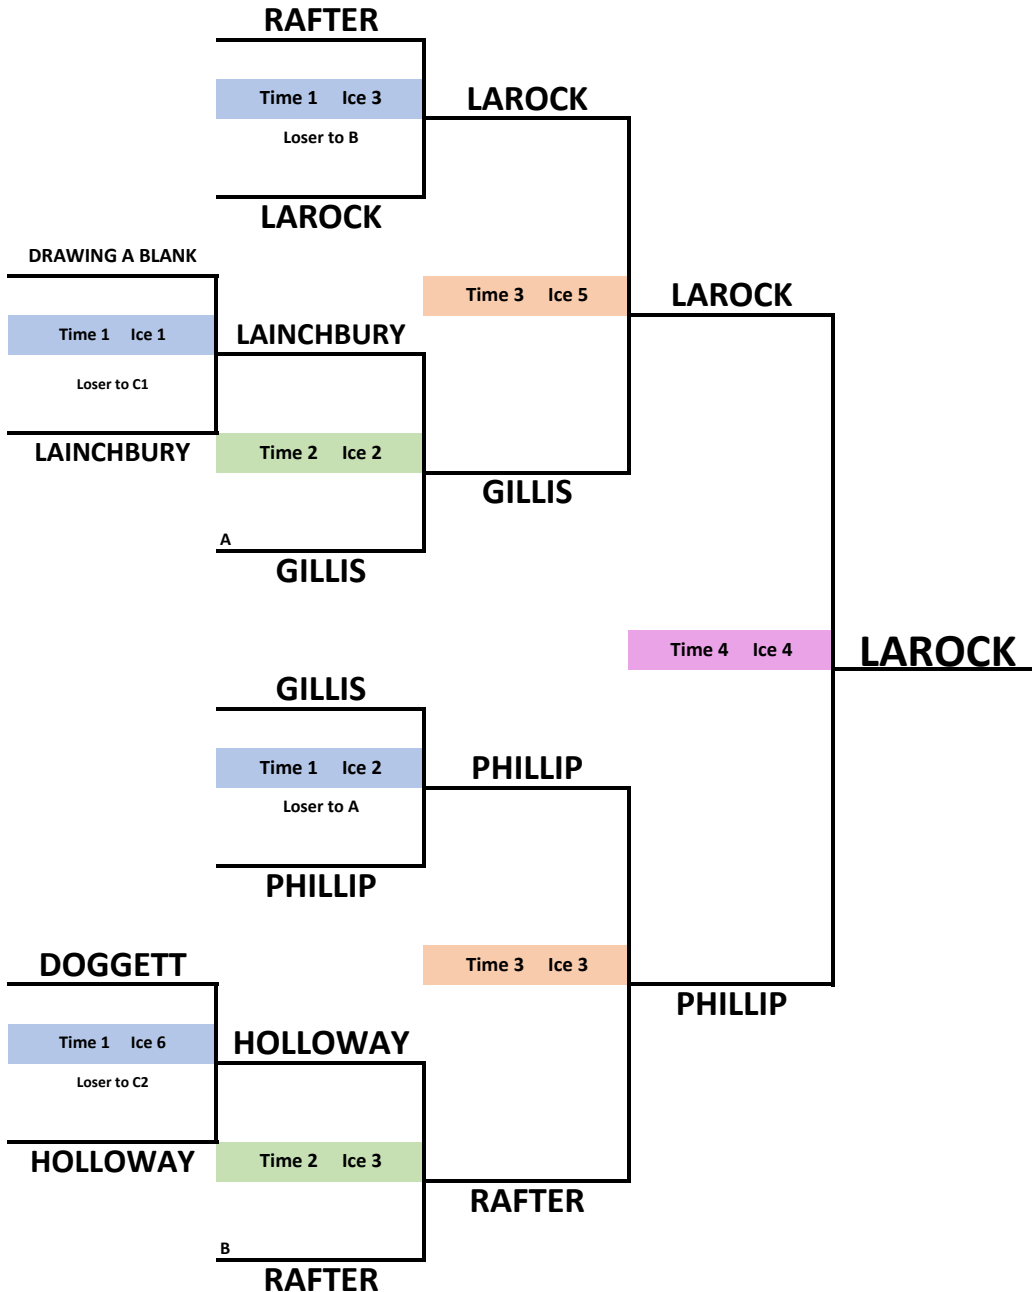 RAFTER
Time 1 Ice 3
LAROCK
Loser to B
LAROCK
DRAWING A BLANK
Time 3 Ice 5
LAROCK
Time 1 Ice 1
LAINCHBURY
Loser to C1
LAINCHBURY
Time 2 Ice 2
GILLIS
A
GILLIS
Time 4 Ice 4
LAROCK
GILLIS
Time 1 Ice 2
PHILLIP
Loser to A
PHILLIP
DOGGETT
Time 3 Ice 3
PHILLIP
Time 1 Ice 6
HOLLOWAY
Loser to C2
HOLLOWAY
Time 2 Ice 3
RAFTER
B
RAFTER